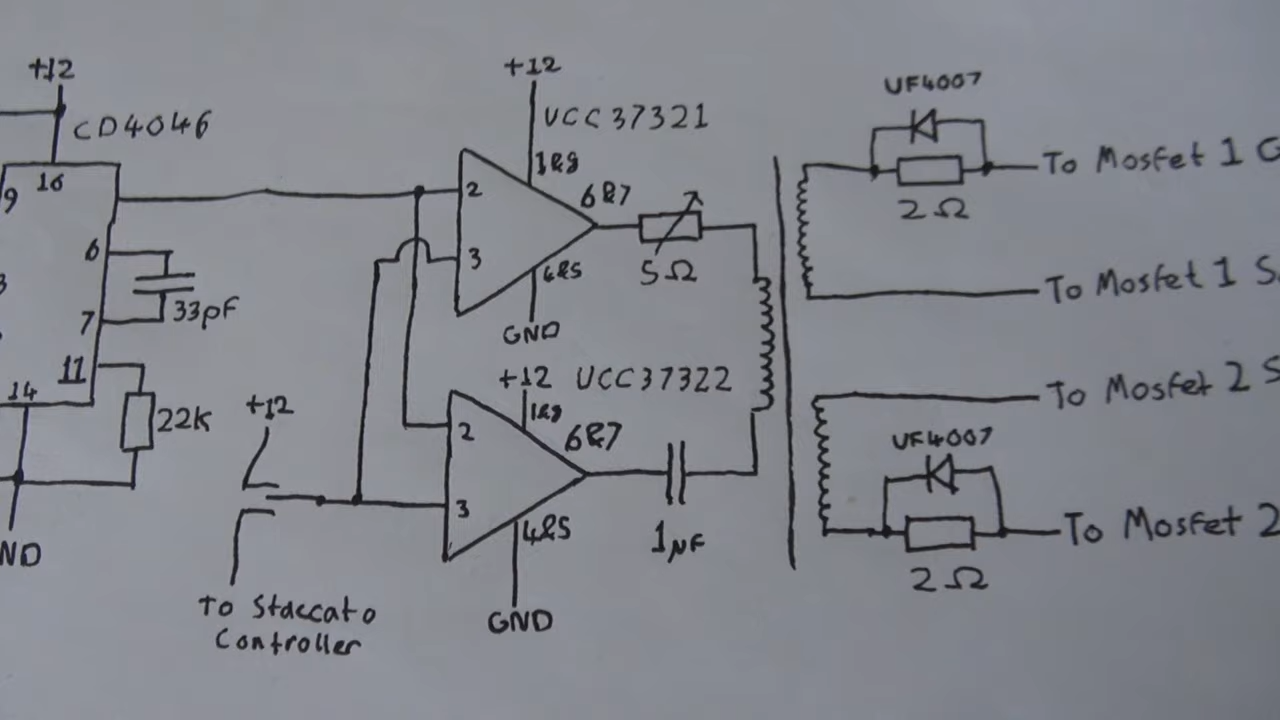 +12
CD4046
16
9
6
33pF
7
11
14
22K
+12
ND
To Staccato
Controller
+12
UCC37321
1&8
2
6&7
3
4&5
5Ω
GND
+12 UCC37322
1&8
2
6&7
3
4&5
1µF
GND
UF4007
To Mosfet 1 G
2Ω
To Mosfet 1 S
To Mosfet 2 S
UF4007
To Mosfet 2
2Ω